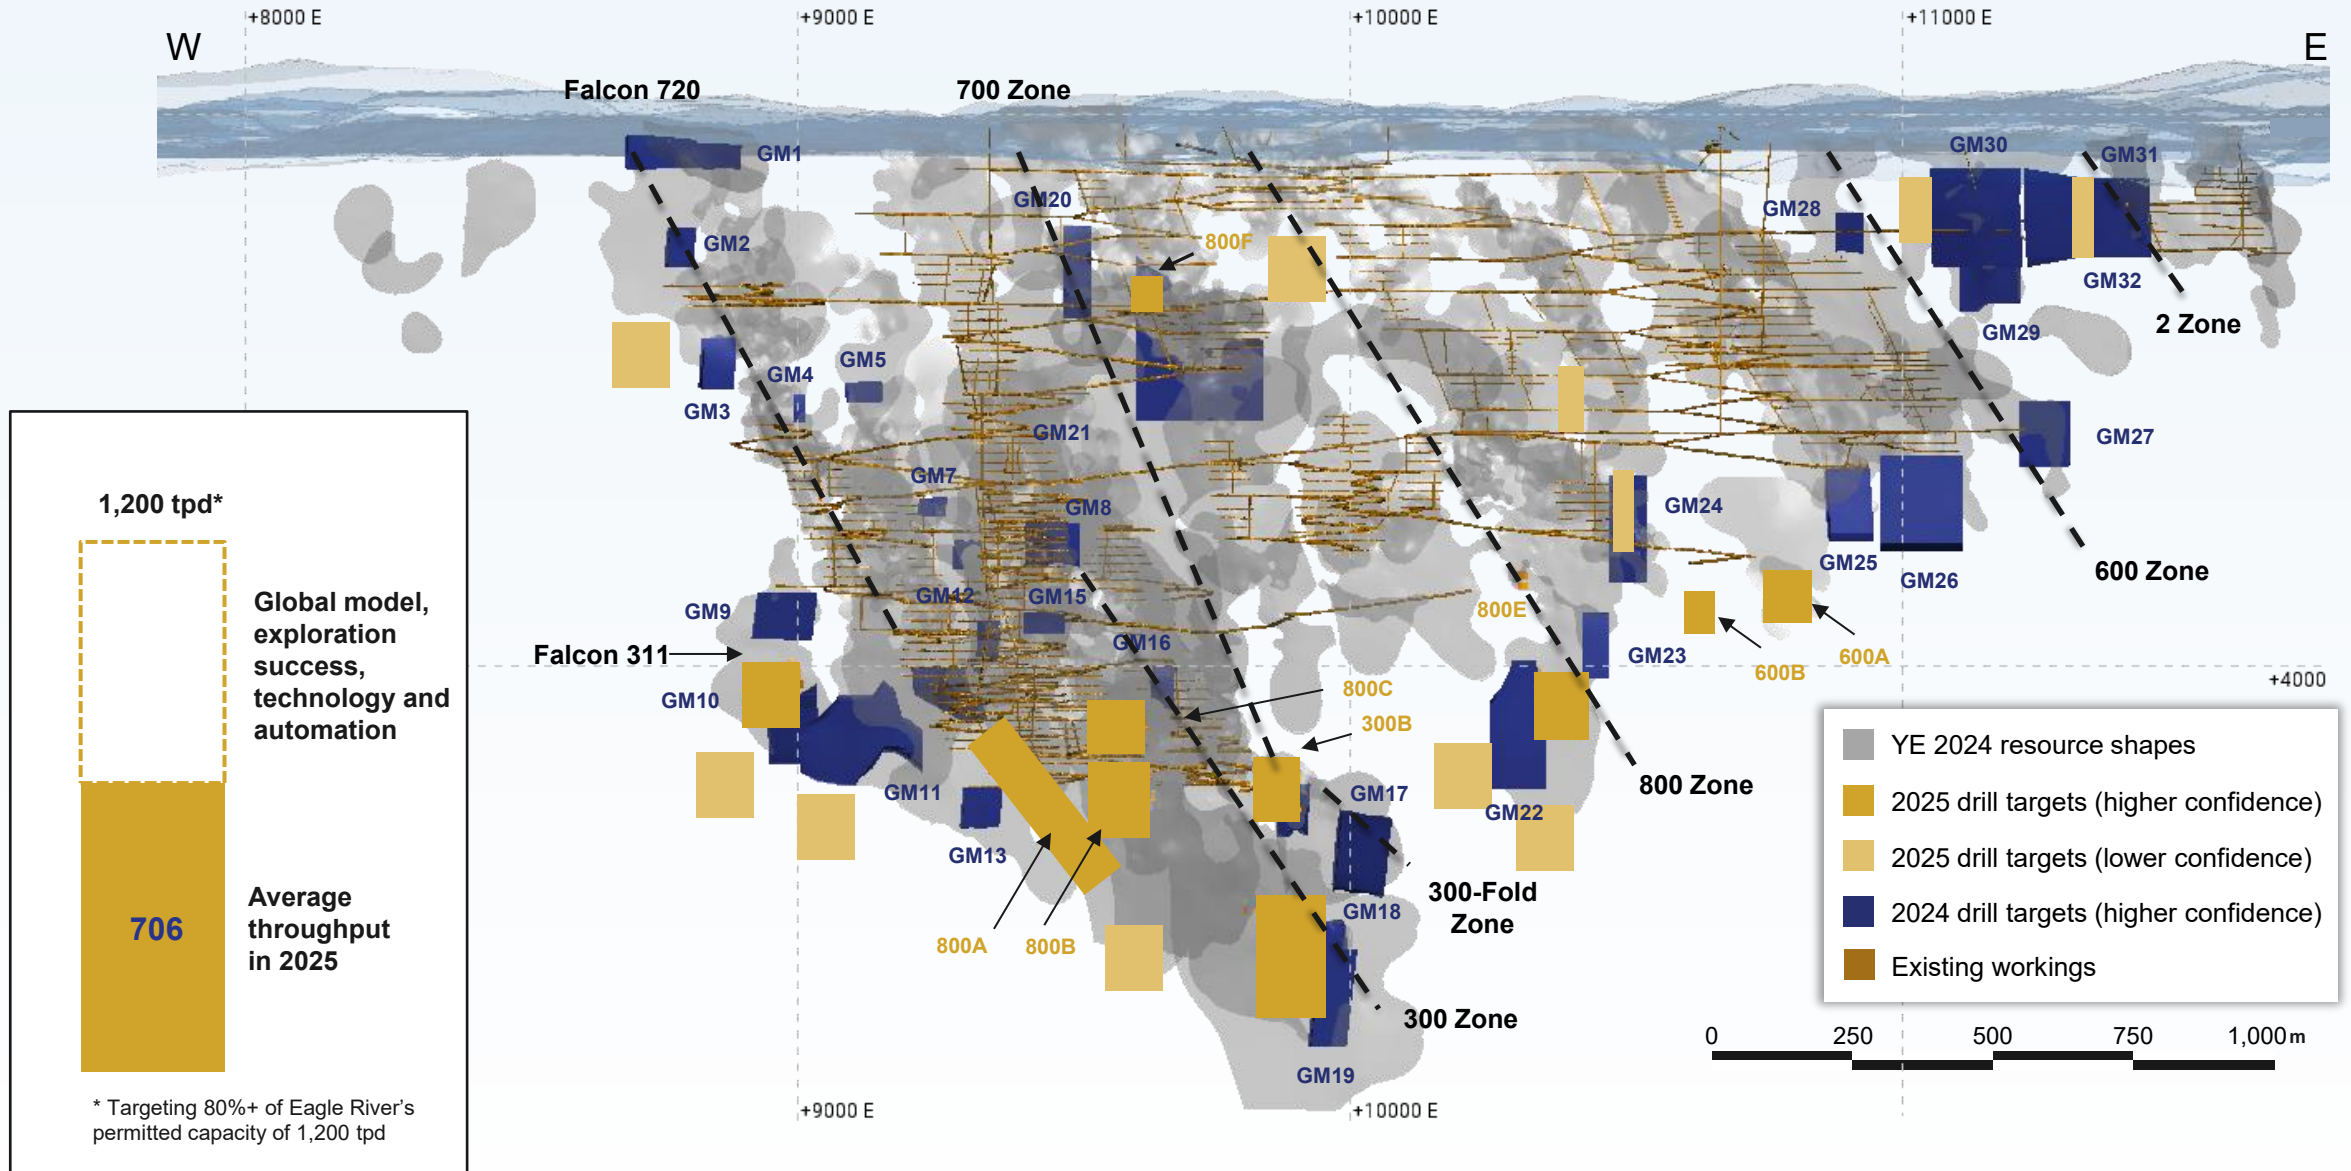 +8000 E
+9000 E
+10000 E
+11000 E
W
E
Falcon 720
700 Zone
GM1
GM30
GM31
GM20
GM28
GM2
800F
GM32
2 Zone
GM29
GM5
GM4
GM3
GM21
GM27
GM7
GM8
GM24
GM25
GM26
600 Zone
GM12
GM15
GM9
800E
GM16
Falcon 311
GM23
600A
600B
+4000
GM10
800C
300B
800 Zone
GM11
GM17
GM22
GM13
300-Fold
Zone
GM18
800A
800B
300 Zone
GM19
+9000 E
+10000 E
1,200 tpd*
Global model,
exploration
success,
technology and
automation
706
Average
throughput
in 2025
* Targeting 80%+ of Eagle River’s
permitted capacity of 1,200 tpd
YE 2024 resource shapes
2025 drill targets (higher confidence)
2025 drill targets (lower confidence)
2024 drill targets (higher confidence)
Existing workings
0 250 500 750 1,000 m